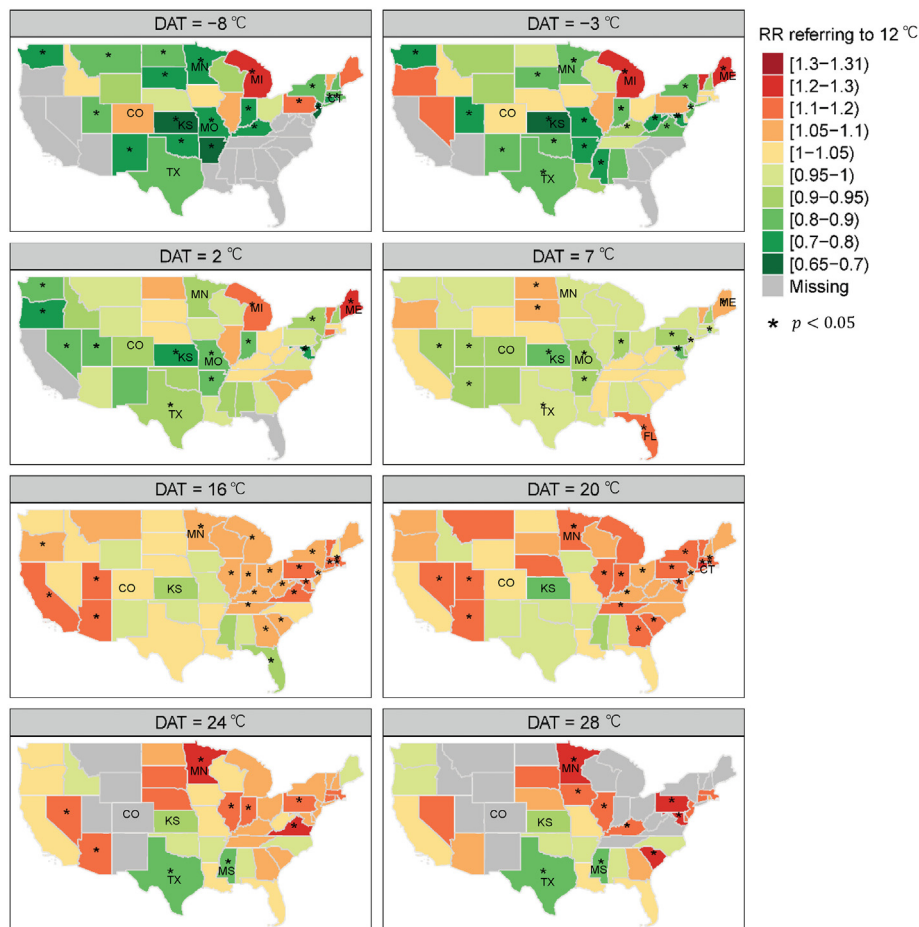 DAT = −8 ℃
DAT = −3 ℃
RR referring to 12 ℃
[1.3−1.31)
[1.2−1.3)
[1.1−1.2)
[1.05−1.1)
[1−1.05)
[0.95−1)
[0.9−0.95)
[0.8−0.9)
[0.7−0.8)
[0.65−0.7)
Missing
* p < 0.05
MN
MI
CT
CO
KS
MO
TX
MN
MI
ME
CO
KS
TX
DAT = 2 ℃
DAT = 7 ℃
MN
MI
ME
CO
KS
MO
TX
MN
ME
CO
KS
MO
TX
FL
DAT = 16 ℃
DAT = 20 ℃
MN
CO
KS
MN
CT
CO
KS
DAT = 24 ℃
DAT = 28 ℃
MN
CO
KS
MS
TX
MN
CO
KS
MS
TX